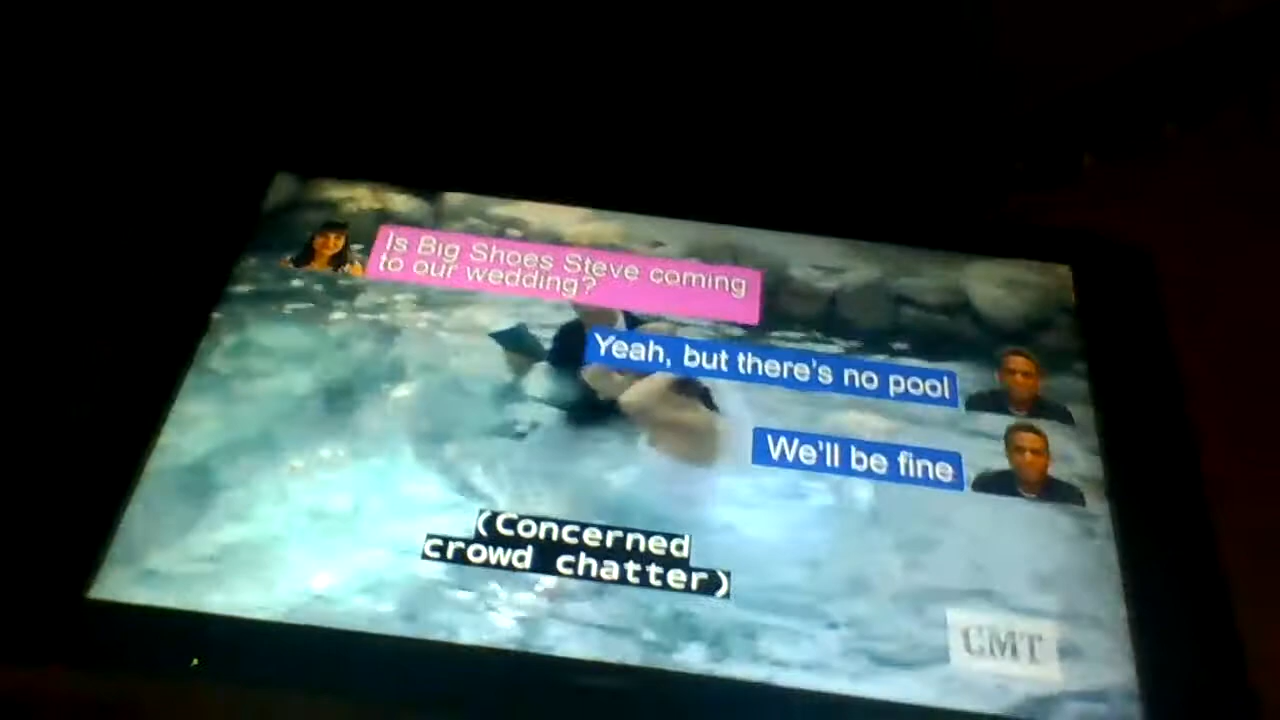 Is Big Shoes Steve coming
to our wedding?
Yeah, but there's no pool
We'll be fine
(Concerned
crowd chatter)
CMT